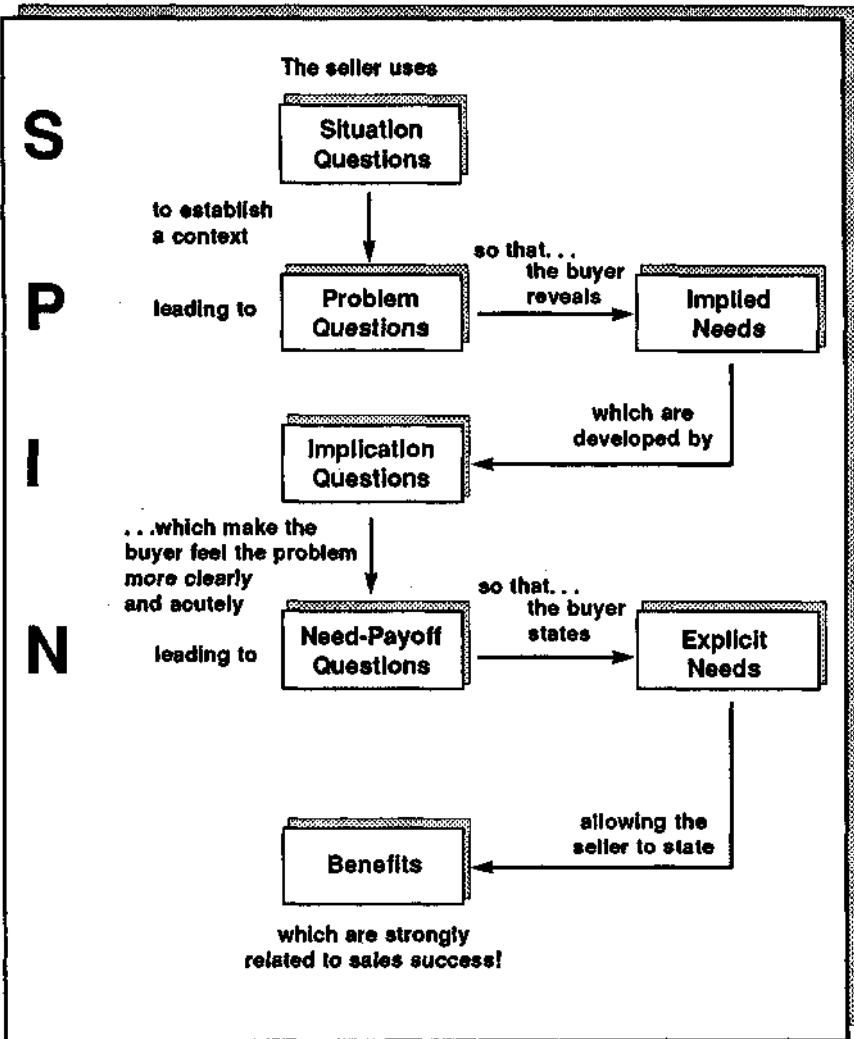 The seller uses
S
Situation
Questions
to establish
a context
P
leading to
Problem
Questions
so that. . .
the buyer
reveals
Implied
Needs
which are
developed by
I
Implication
Questions
. . .which make the
buyer feel the problem
more clearly
and acutely
N
leading to
Need-Payoff
Questions
so that. . .
the buyer
states
Explicit
Needs
allowing the
seller to state
Benefits
which are strongly
related to sales success!